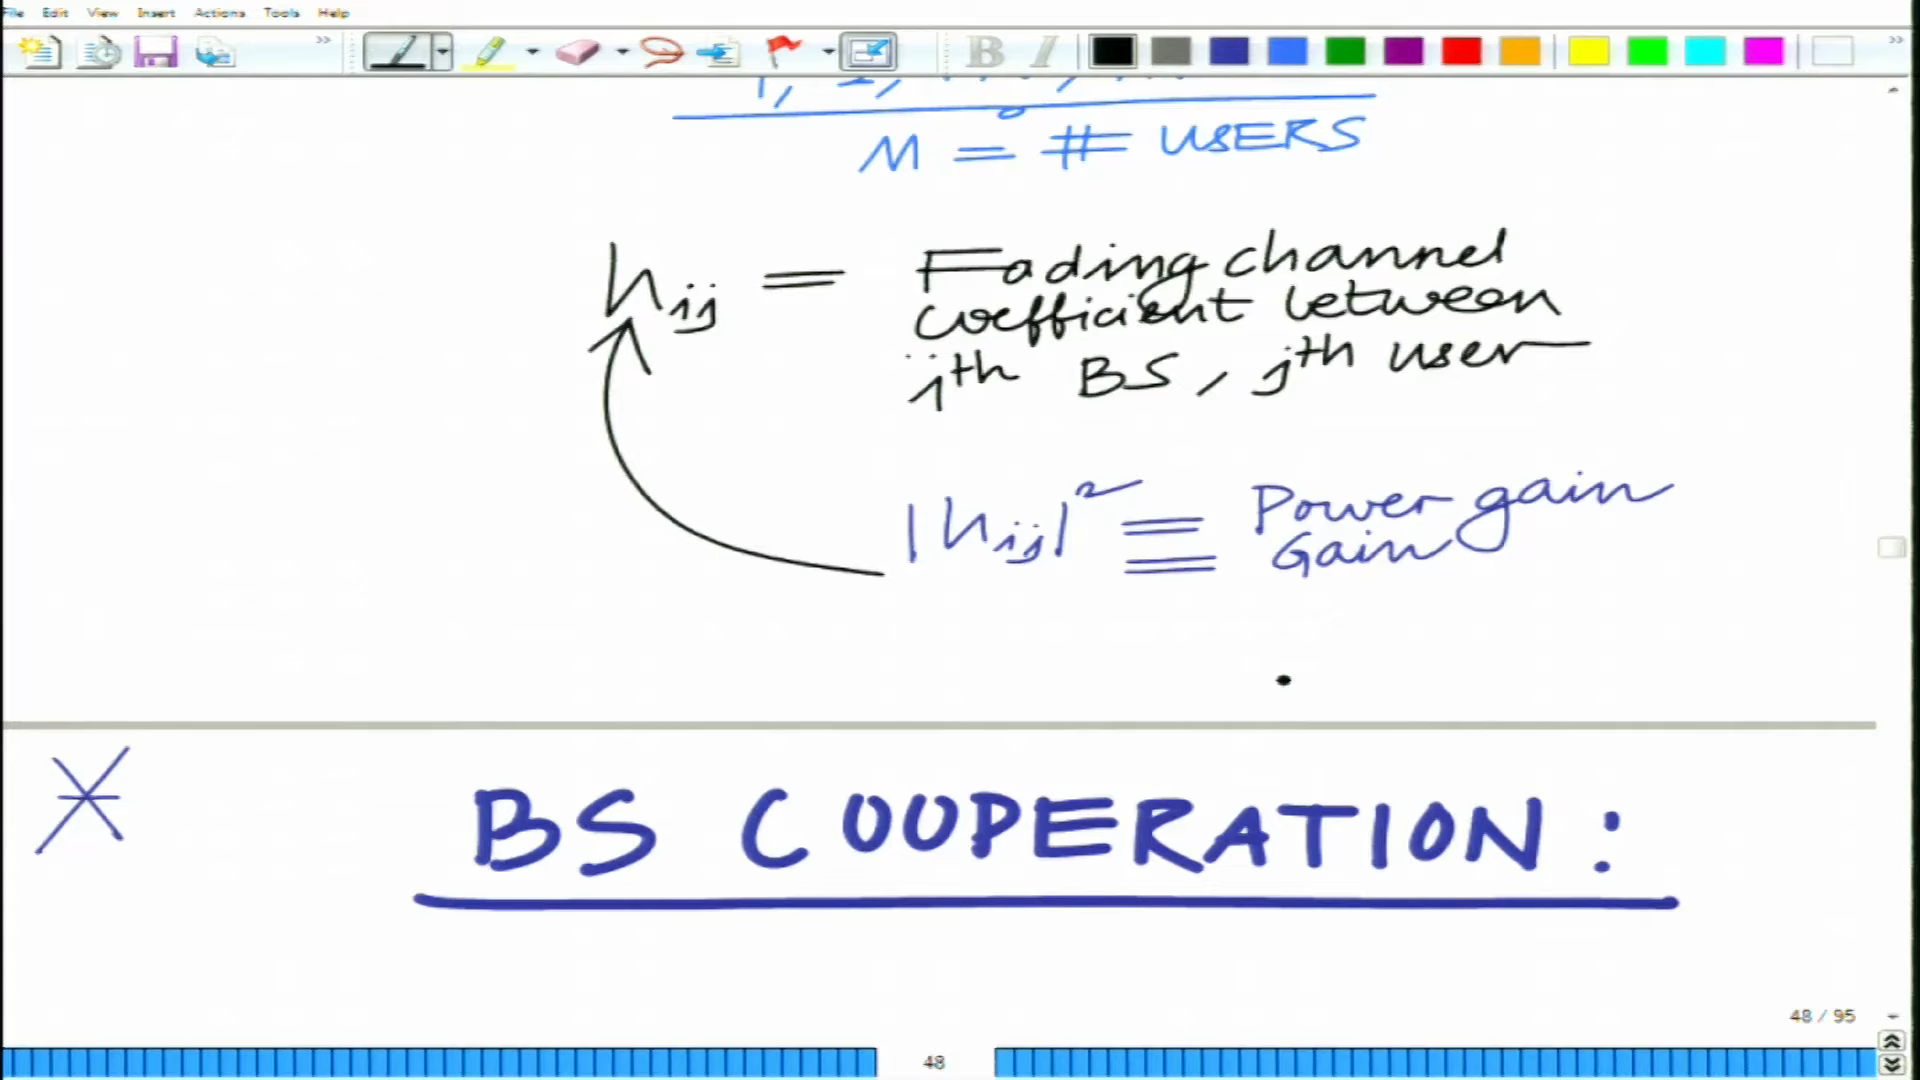 File Edit View Insert Actions Tools Help
M = # USERS
hij = Fading channel
coefficient between
ith BS, jth user
|hij|² ≡ Power gain
Gain
BS COOPERATION:
48 / 95
48